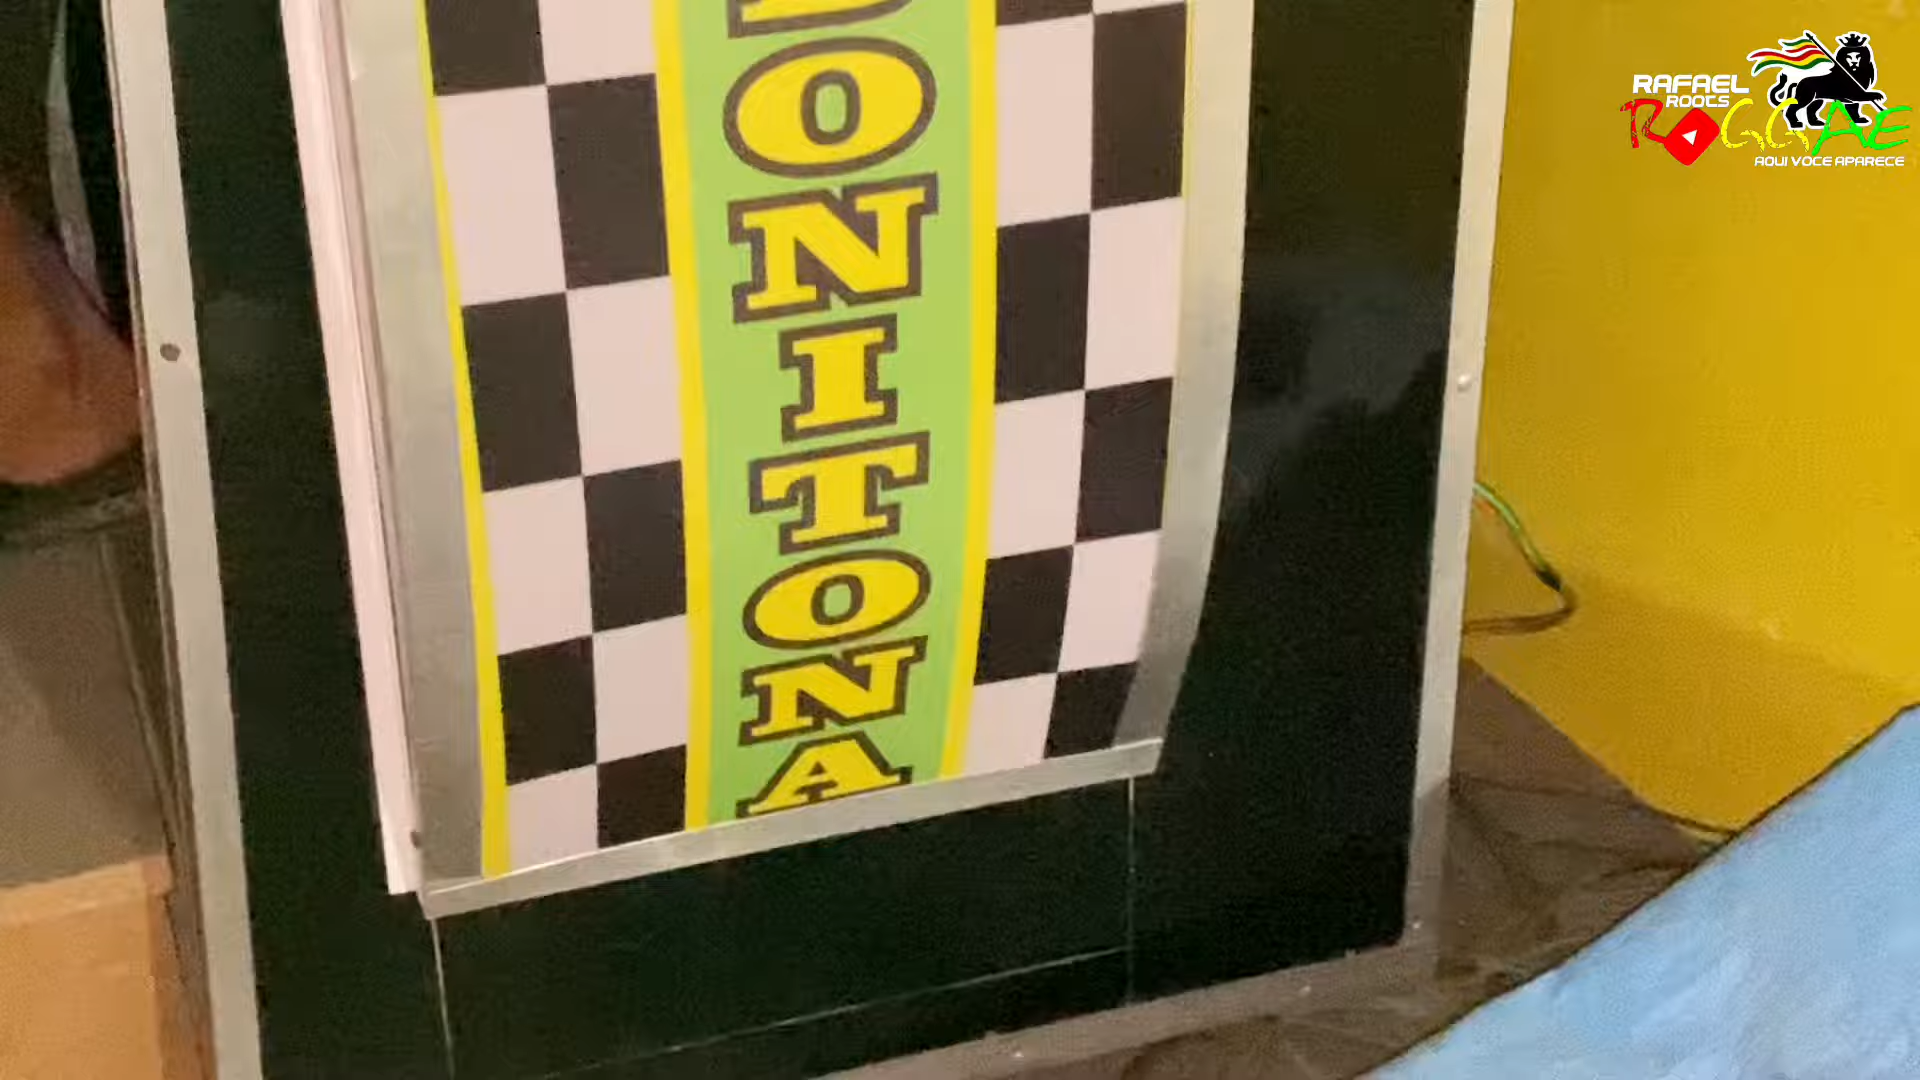 BONITONA
RAFAEL
ROOTS
REGGAE
AQUI VOCE APARECE